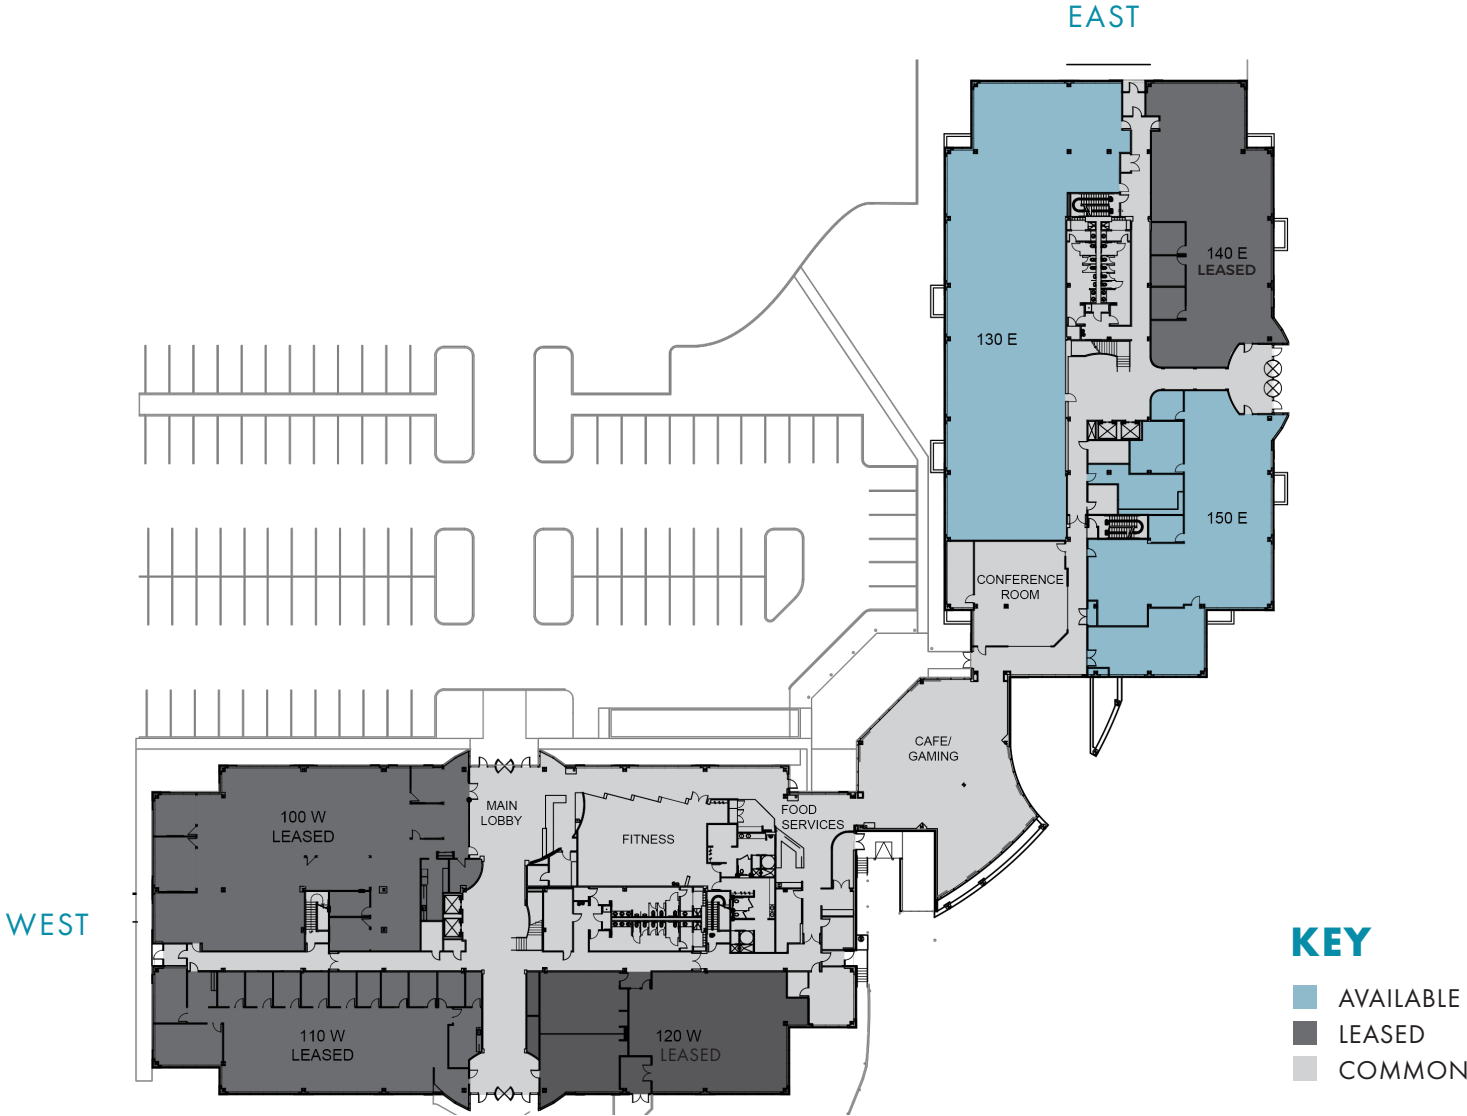 EAST
140 E
LEASED
130 E
150 E
CONFERENCE
ROOM
CAFE/
GAMING
MAIN
LOBBY
FOOD
SERVICES
100 W
LEASED
FITNESS
WEST
110 W
LEASED
120 W
LEASED
KEY
AVAILABLE
LEASED
COMMON